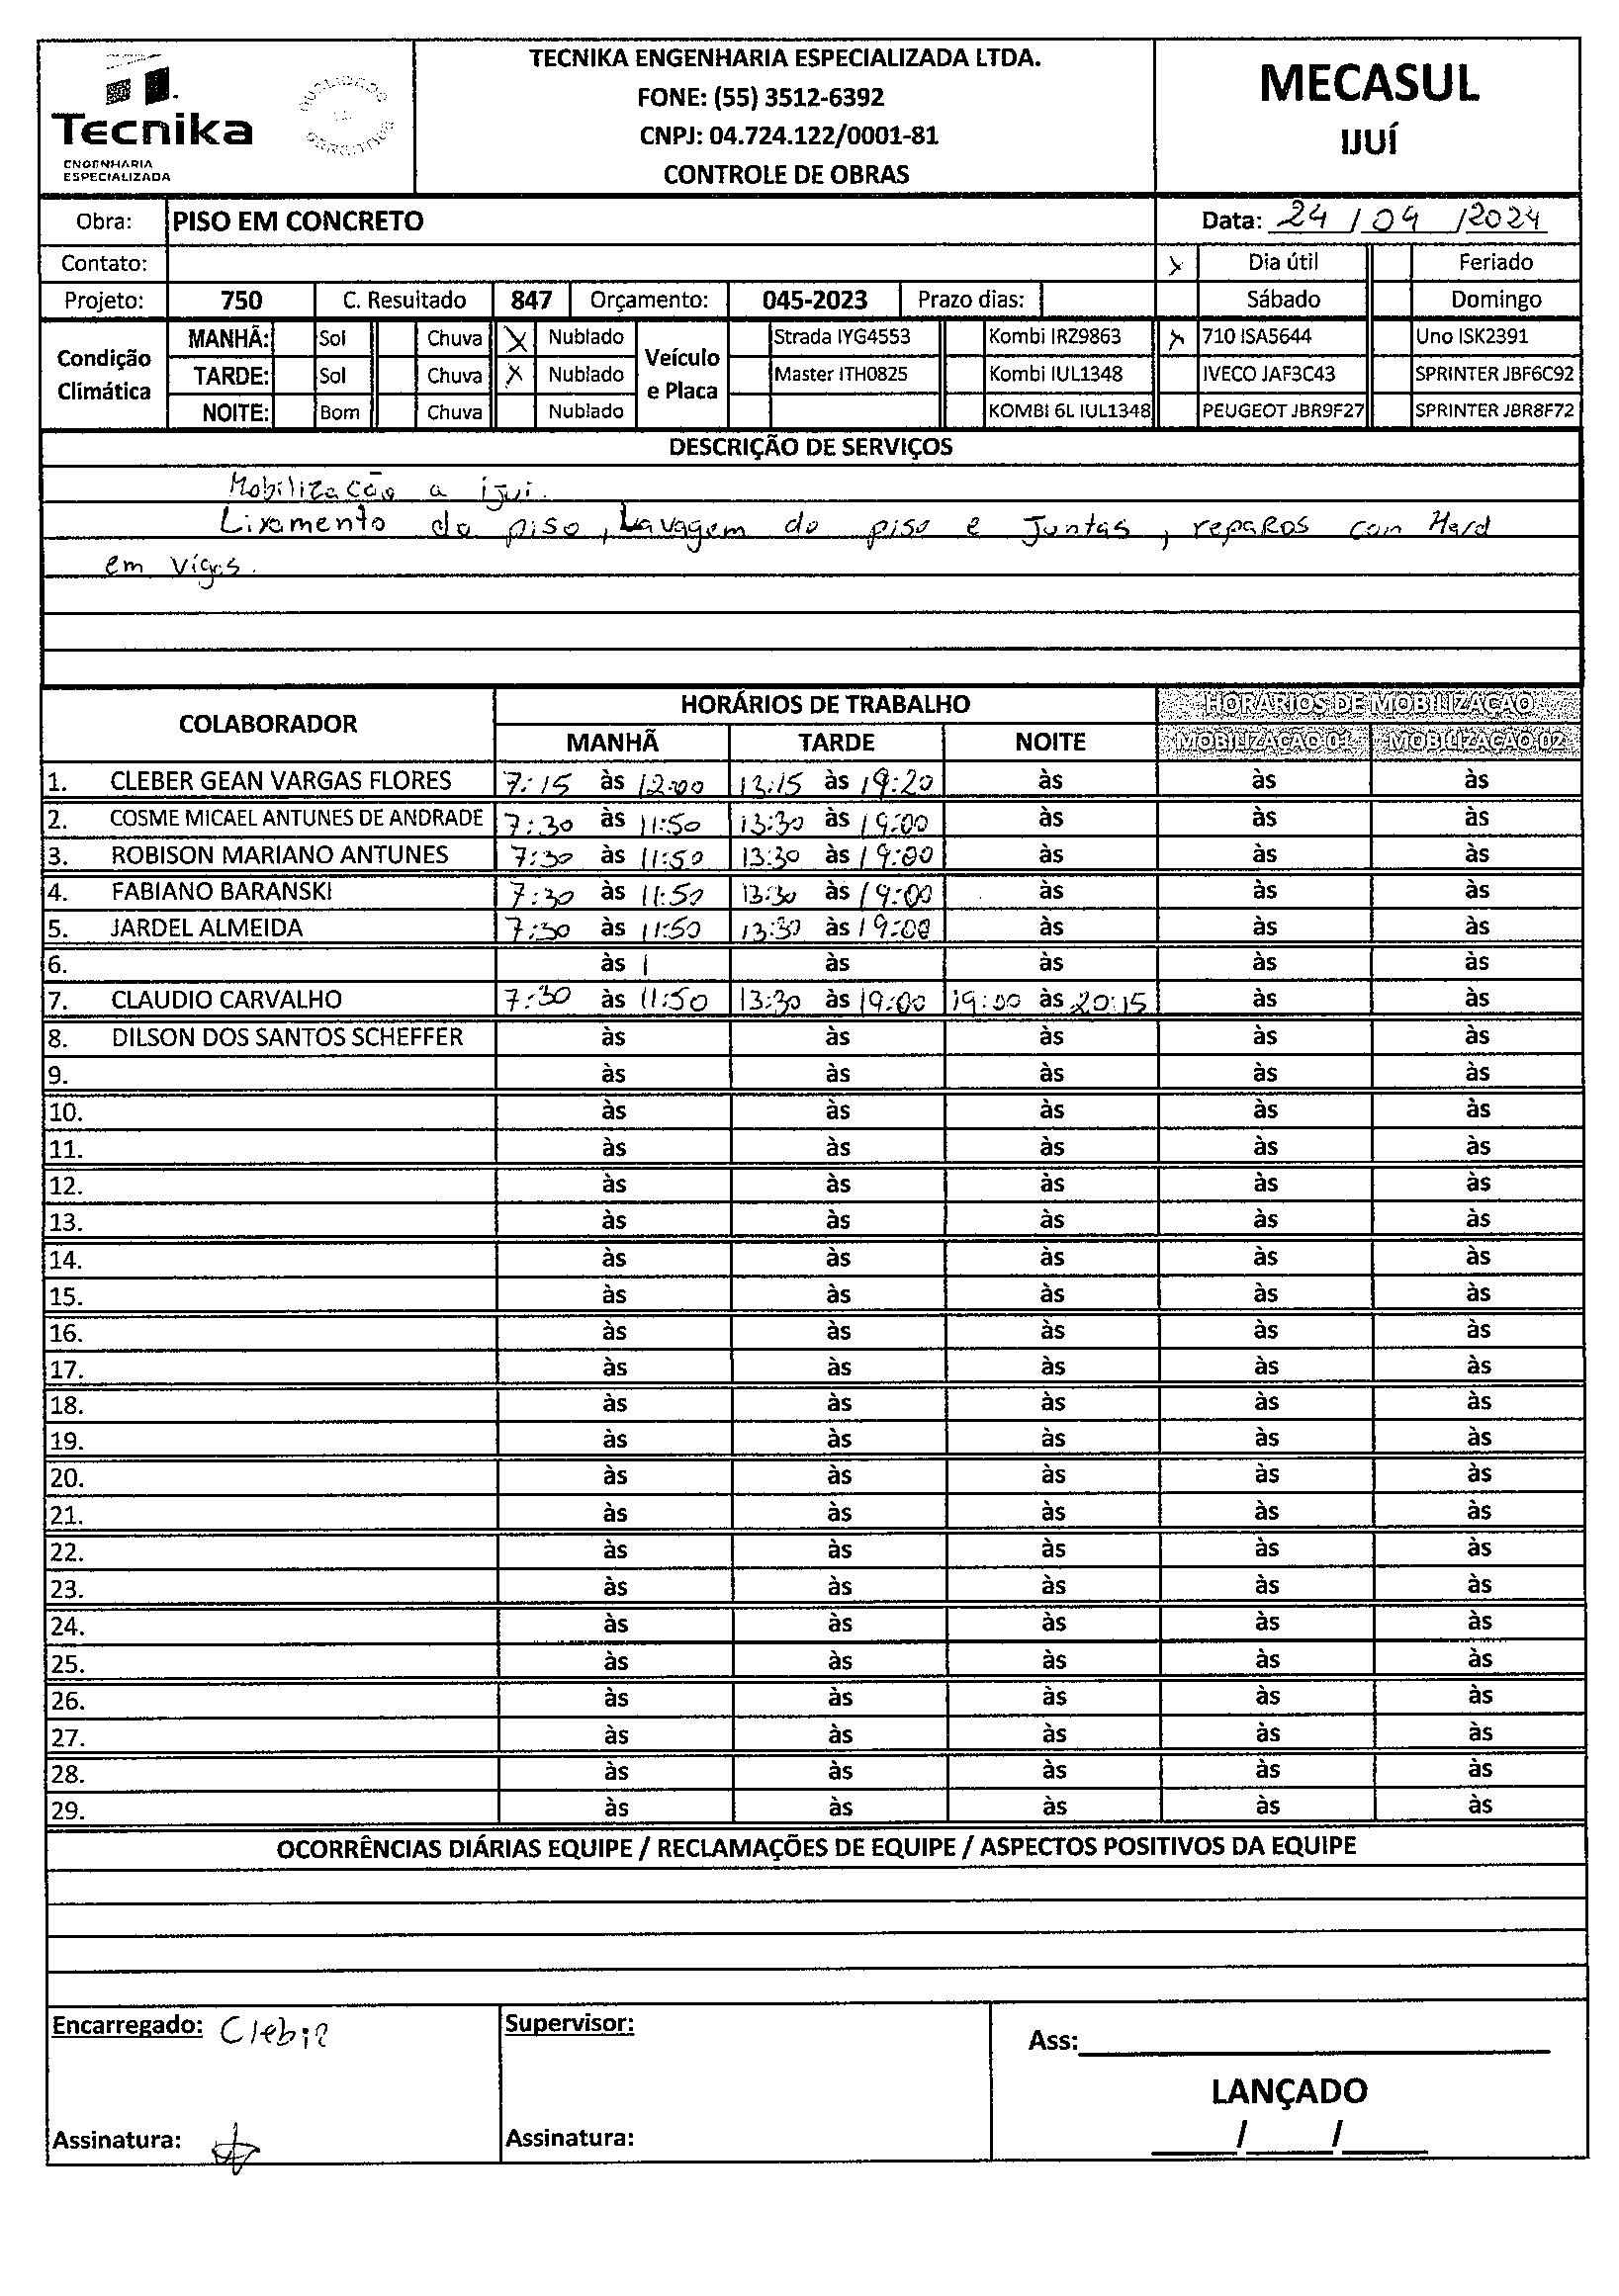 Tecnika
ENGENHARIA
ESPECIALIZADA
TECNIKA ENGENHARIA ESPECIALIZADA LTDA.
FONE: (55) 3512-6392
CNPJ: 04.724.122/0001-81
CONTROLE DE OBRAS
MECASUL
IJUÍ
Obra: PISO EM CONCRETO Data: 24 / 04 / 2024
Contato: X Dia útil Feriado
Projeto: 750 C. Resultado 847 Orçamento: 045-2023 Prazo dias: Sábado Domingo
Condição Climática
MANHÃ: Sol Chuva X Nublado
TARDE: Sol Chuva X Nublado
NOITE: Bom Chuva Nublado
Veículo e Placa
Strada IYG4553 Kombi IRZ9863 X 710 ISA5644 Uno ISK2391
Master ITH0825 Kombi IUL1348 IVECO JAF3C43 SPRINTER JBF6C92
KOMBI 6L IUL1348 PEUGEOT JBR9F27 SPRINTER JBR8F72
DESCRIÇÃO DE SERVIÇOS
Mobilização a ijui.
Lixamento do piso, Lavagem do piso e Juntas, reparos com Hard
em vigas.
COLABORADOR HORÁRIOS DE TRABALHO HORÁRIOS DE MOBILIZAÇÃO
MANHÃ TARDE NOITE MOBILIZAÇÃO 01 MOBILIZAÇÃO 02
1. CLEBER GEAN VARGAS FLORES 7:15 às 12:00 13:15 às 19:20 às às às
2. COSME MICAEL ANTUNES DE ANDRADE 7:30 às 11:50 13:30 às 19:00 às às às
3. ROBISON MARIANO ANTUNES 7:30 às 11:50 13:30 às 19:00 às às às
4. FABIANO BARANSKI 7:30 às 11:50 13:30 às 19:00 às às às
5. JARDEL ALMEIDA 7:30 às 11:50 13:30 às 19:00 às às às
6. às 1 às às às às
7. CLAUDIO CARVALHO 7:30 às 11:50 13:30 às 19:00 19:00 às 20:15 às às
8. DILSON DOS SANTOS SCHEFFER às às às às às
9. às às às às às
10. às às às às às
11. às às às às às
12. às às às às às
13. às às às às às
14. às às às às às
15. às às às às às
16. às às às às às
17. às às às às às
18. às às às às às
19. às às às às às
20. às às às às às
21. às às às às às
22. às às às às às
23. às às às às às
24. às às às às às
25. às às às às às
26. às às às às às
27. às às às às às
28. às às às às às
29. às às às às às
OCORRÊNCIAS DIÁRIAS EQUIPE / RECLAMAÇÕES DE EQUIPE / ASPECTOS POSITIVOS DA EQUIPE
Encarregado: Clebir
Supervisor:
Ass:
LANÇADO
/ /
Assinatura:
Assinatura: